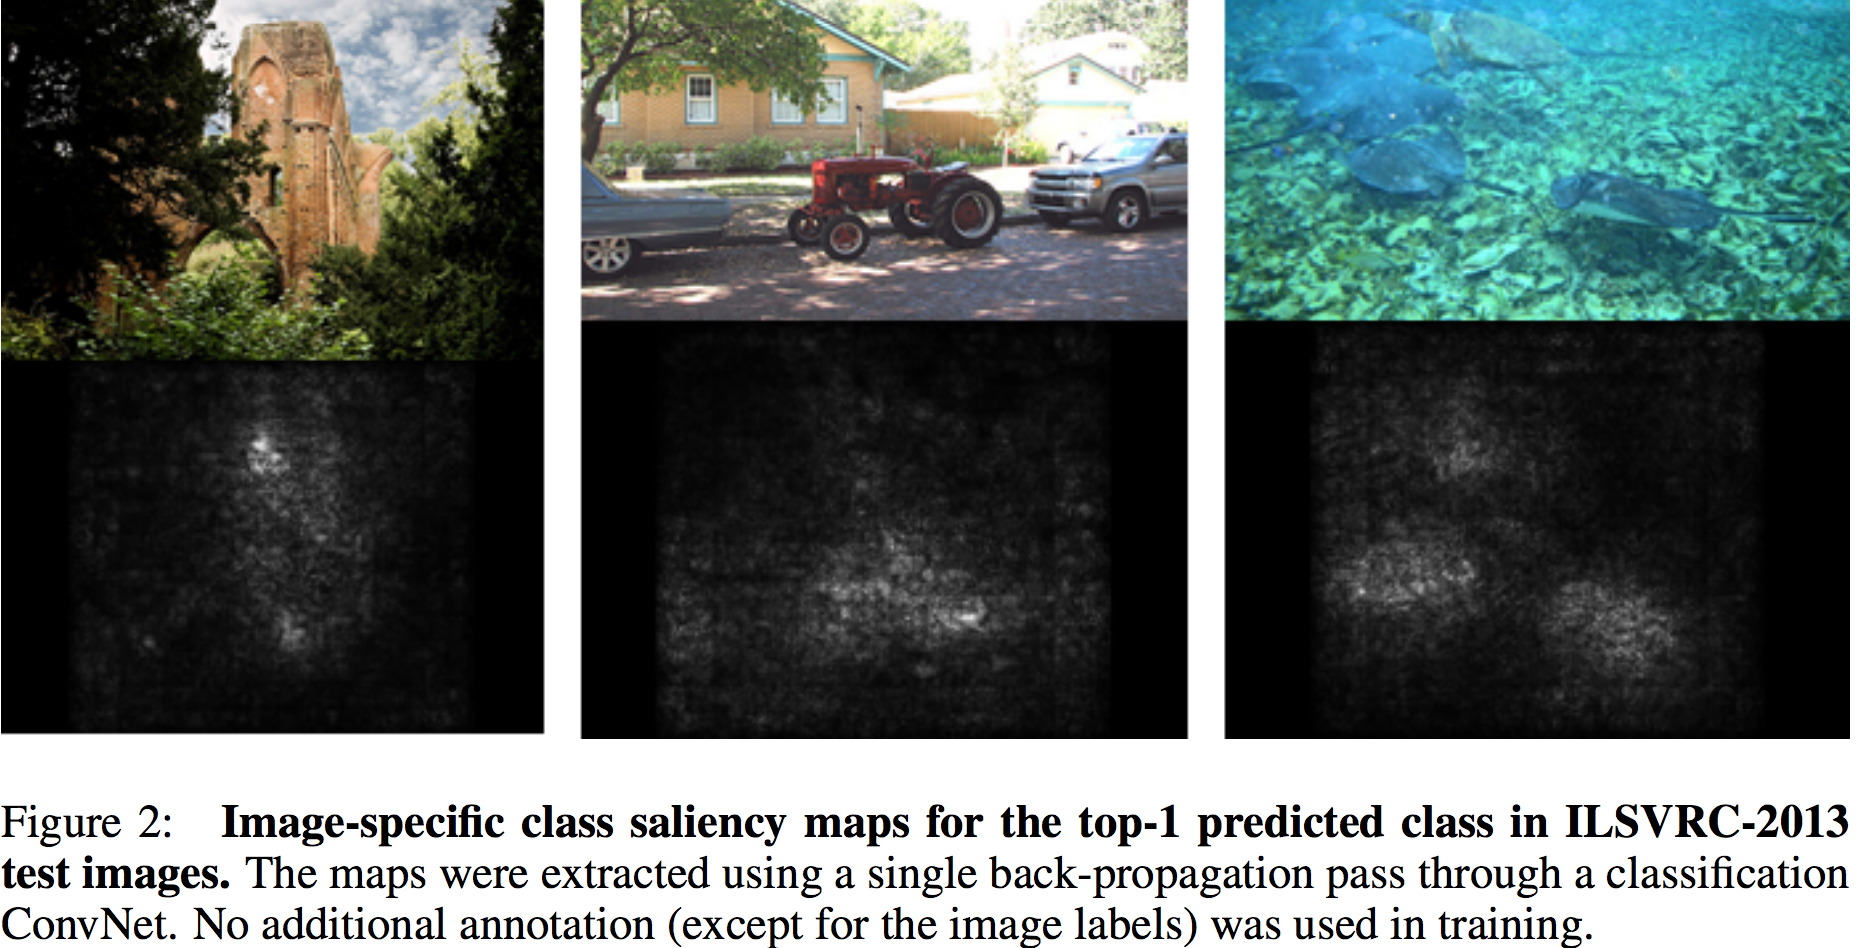 Figure 2: Image-specific class saliency maps for the top-1 predicted class in ILSVRC-2013
test images. The maps were extracted using a single back-propagation pass through a classification
ConvNet. No additional annotation (except for the image labels) was used in training.